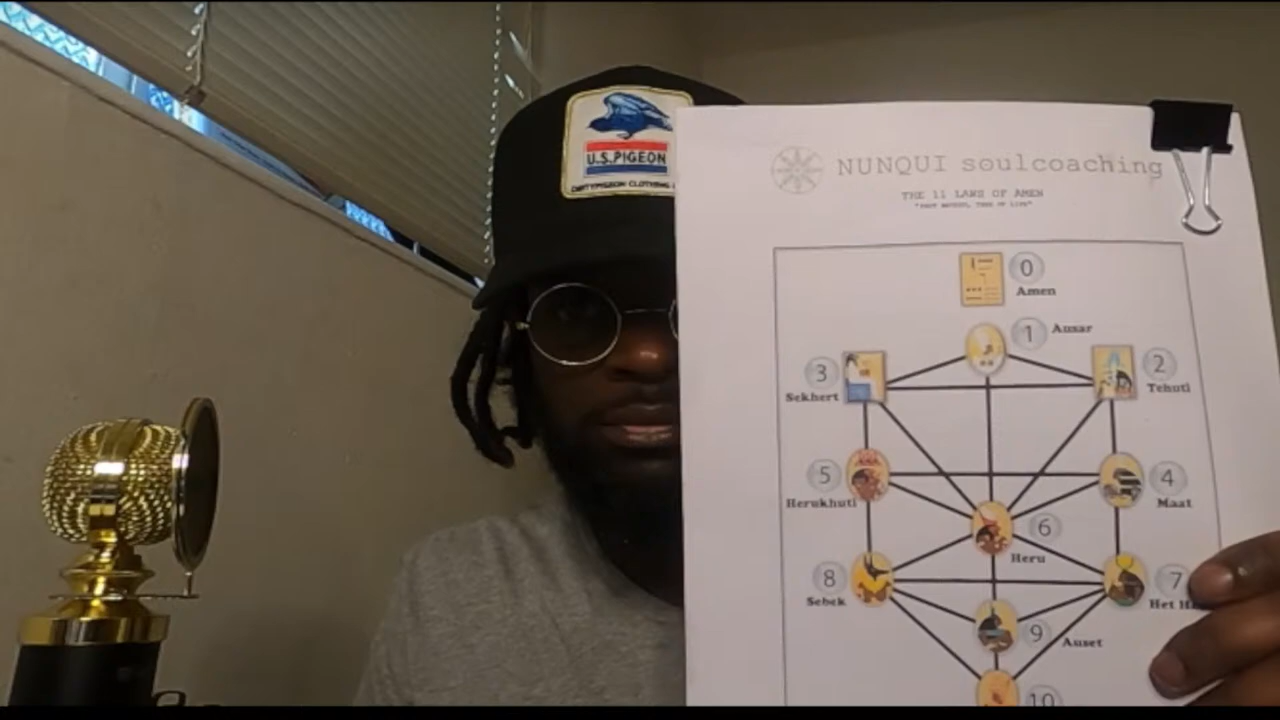 U.S.PIGEON
NUNQUI soulcoaching
THE 11 LAWS OF AMEN
0
Amen
1
Ausar
3
Sekhert
2
Tehuti
5
Herukhuti
4
Maat
6
Heru
8
Sebek
7
Het
9
Auset
10